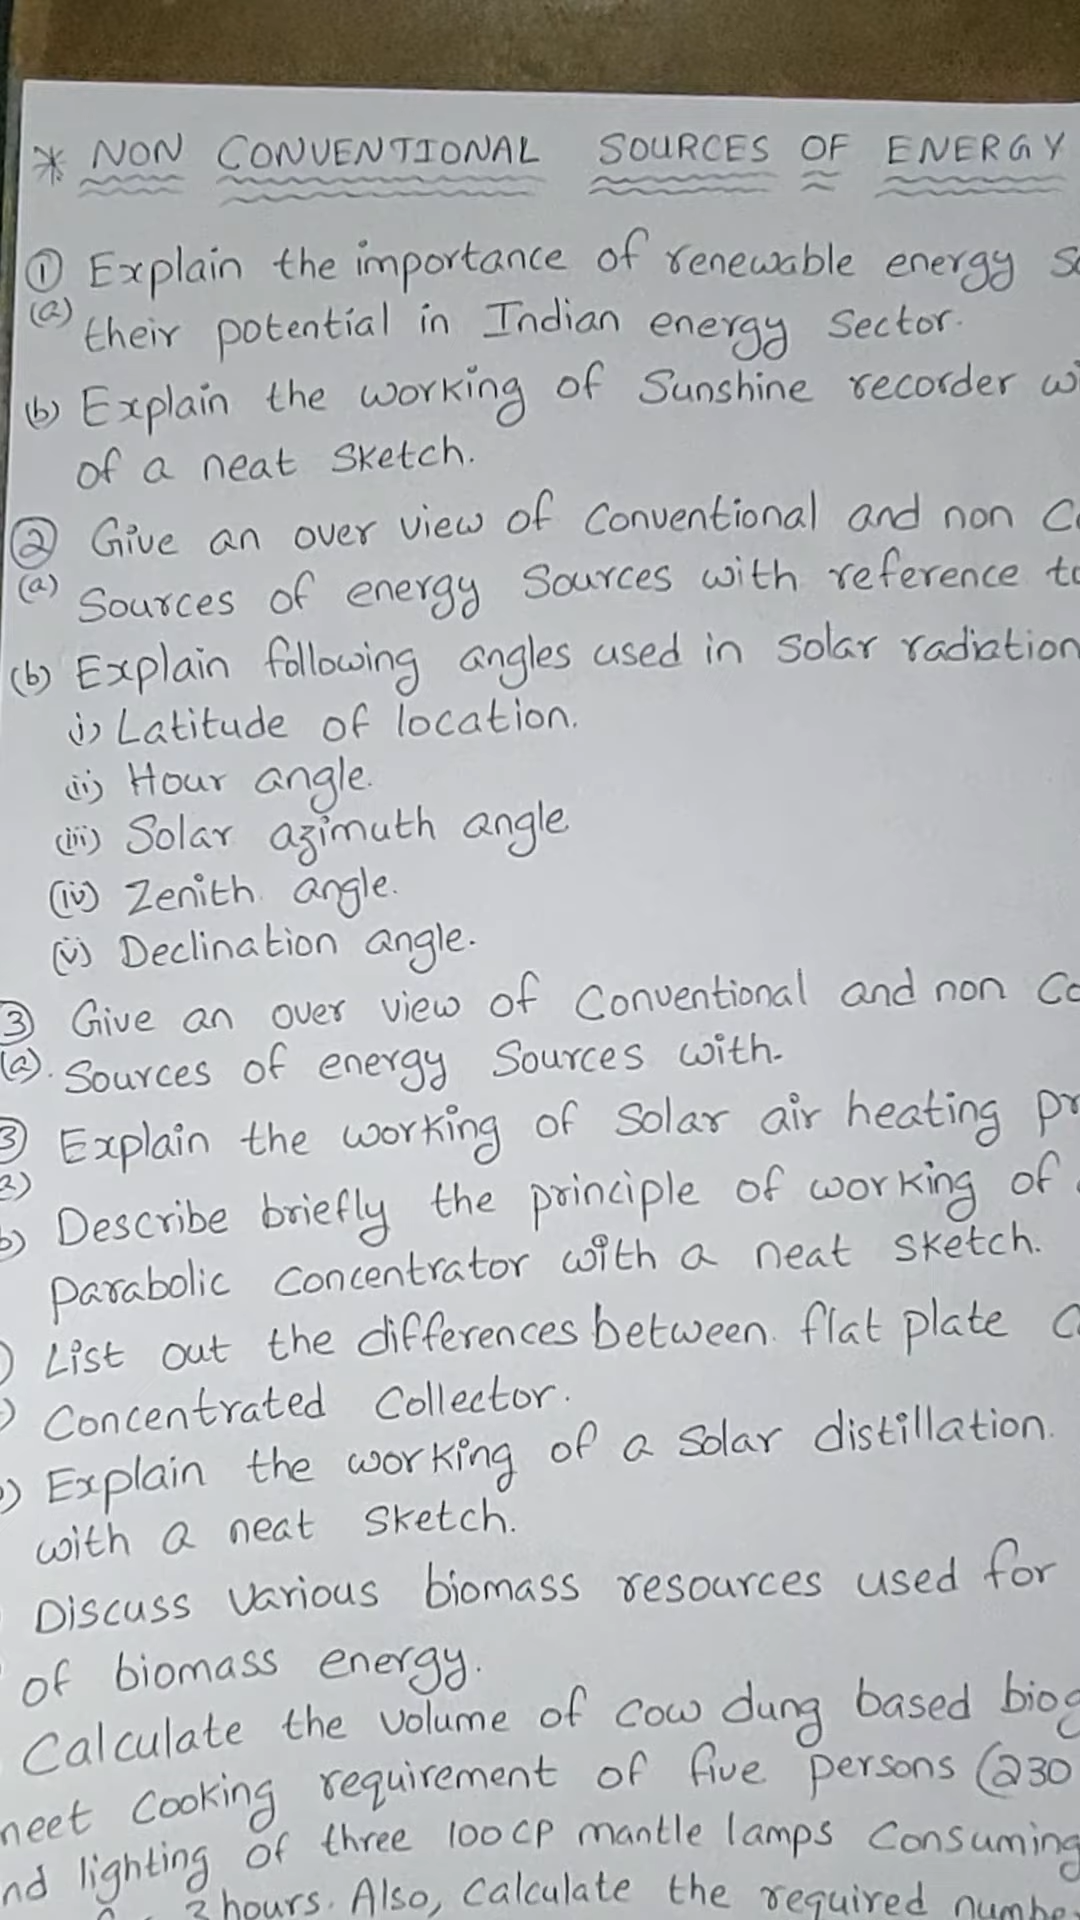 * NON CONVENTIONAL SOURCES OF ENERGY
① Explain the importance of renewable energy
(a) their potential in Indian energy Sector.
(b) Explain the working of Sunshine recorder
of a neat Sketch.
② Give an over view of Conventional and non
(a) Sources of energy Sources with reference
(b) Explain following angles used in Solar radiation
i) Latitude of location.
(ii) Hour angle.
(iii) Solar azimuth angle
(iv) Zenith angle.
(v) Declination angle.
③ Give an over view of Conventional and non
(a). Sources of energy Sources with.
③ Explain the working of Solar air heating
a)
b) Describe briefly the principle of working of
parabolic Concentrator with a neat Sketch.
List out the differences between. flat plate
Concentrated Collector.
Explain the working of a Solar distillation.
with a neat Sketch.
Discuss various biomass resources used for
of biomass energy.
Calculate the volume of cow dung based
Cooking requirement of five persons (@30
lighting of three 100CP mantle lamps Consuming
hours. Also, Calculate the required